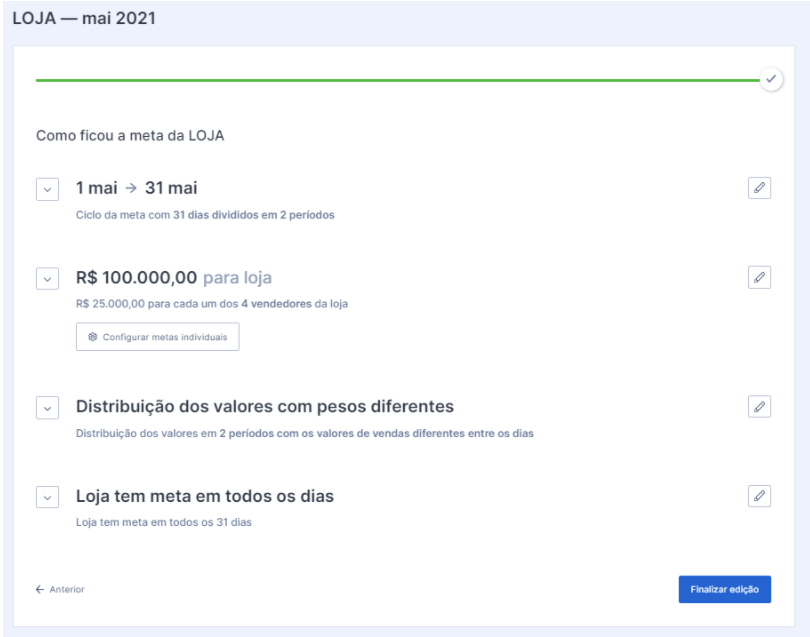 LOJA — mai 2021
Como ficou a meta da LOJA
1 mai → 31 mai
Ciclo da meta com 31 dias divididos em 2 períodos
R$ 100.000,00 para loja
R$ 25.000,00 para cada um dos 4 vendedores da loja
Configurar metas individuais
Distribuição dos valores com pesos diferentes
Distribuição dos valores em 2 períodos com os valores de vendas diferentes entre os dias
Loja tem meta em todos os dias
Loja tem meta em todos os 31 dias
← Anterior
Finalizar edição